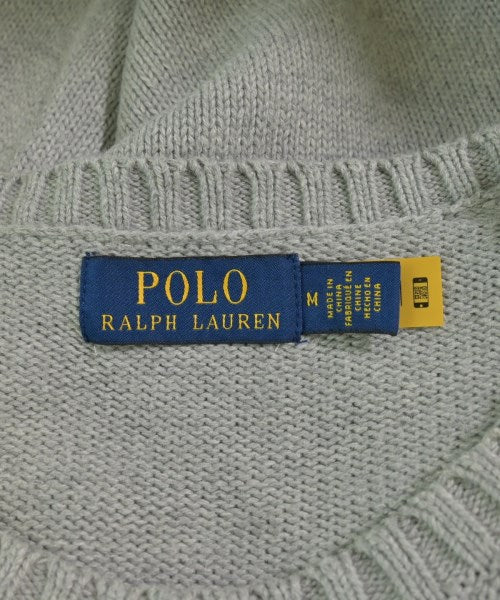 POLO
RALPH LAUREN
M
MADE IN
CHINA
FABRIQUÉ EN
CHINE
HECHO EN
CHINA